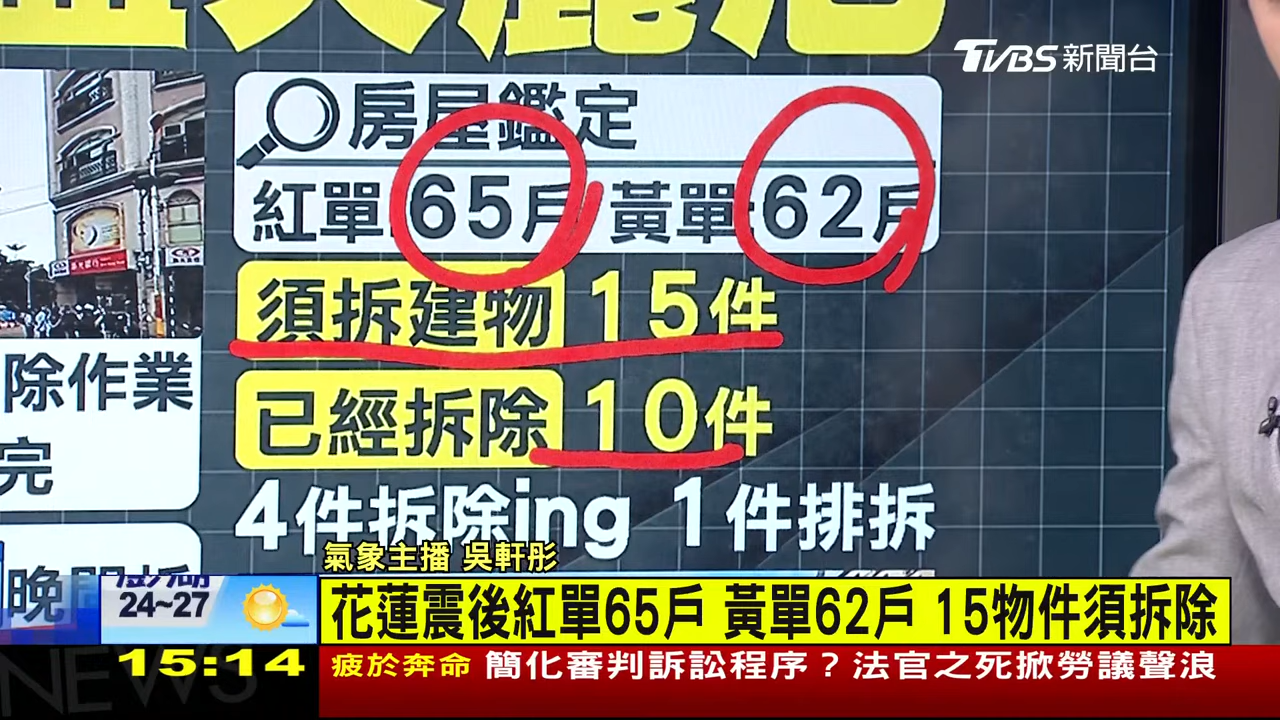 TVBS新聞台
房屋鑑定
紅單65戶 黃單62戶
須拆建物 15件
已經拆除 10件
4件拆除ing 1件排拆
除作業
完
晚
氣象主播 吳軒彤
24~27
花蓮震後紅單65戶 黃單62戶 15物件須拆除
15:14
疲於奔命 簡化審判訴訟程序？法官之死掀勞議聲浪
NEWS